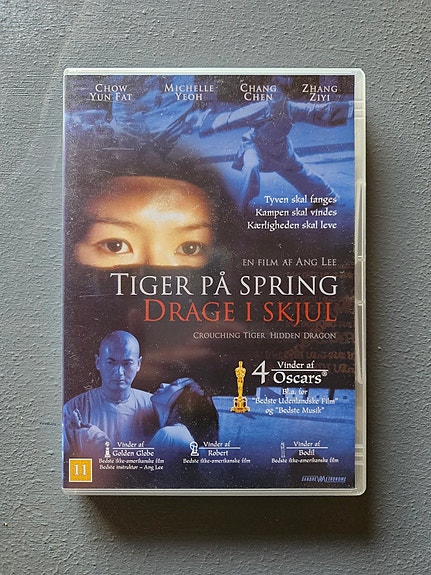 CHOW YUN FAT
MICHELLE YEOH
CHANG CHEN
ZHANG ZIYI
Tyven skal fanges
Kampen skal vindes
Kærligheden skal leve
EN FILM AF ANG LEE
TIGER PÅ SPRING
DRAGE I SKJUL
CROUCHING TIGER, HIDDEN DRAGON
4 Vinder af Oscars®
Bl.a. for
"Bedste Udenlandske Film"
og "Bedste Musik"
11
Vinder af
Golden Globe
Bedste ikke-amerikanske film
Bedste instruktør – Ang Lee
Vinder af
Robert
Bedste ikke-amerikanske film
Vinder af
Bodil
Bedste ikke-amerikanske film
SANDREW METRONOME